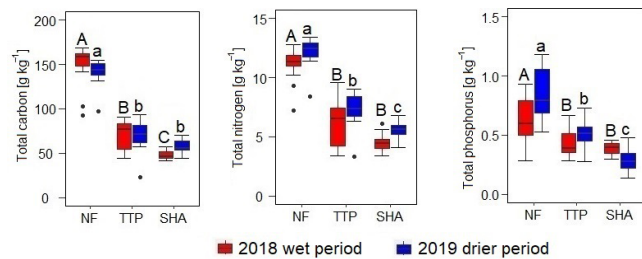 Total carbon [g kg⁻¹]
200
150
100
50
0
A a B b C b
NF TTP SHA
Total nitrogen [g kg⁻¹]
15
10
5
0
A a B b C c
NF TTP SHA
Total phosphorus [g kg⁻¹]
1.5
1.0
0.5
0.0
A a B b B c
NF TTP SHA
2018 wet period 2019 drier period